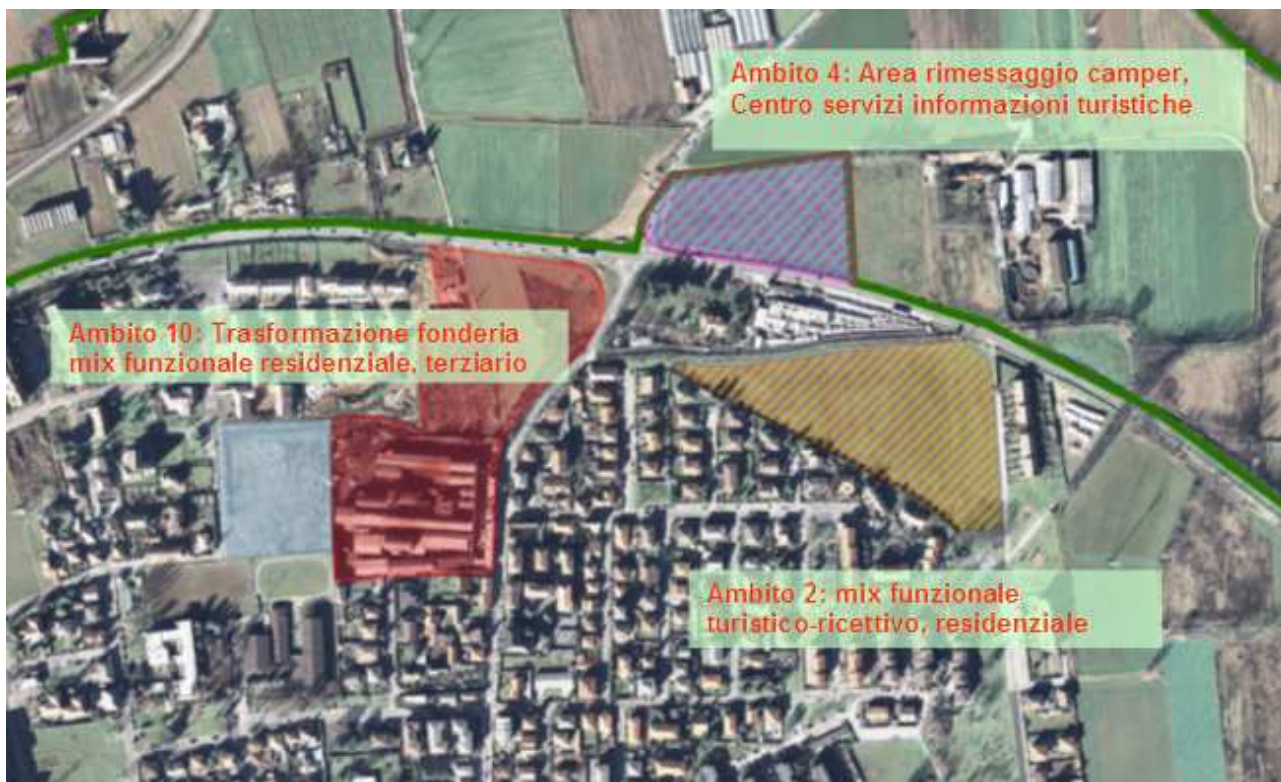 Ambito 4: Area rimessaggio camper,
Centro servizi informazioni turistiche
Ambito 10: Trasformazione fonderia
mix funzionale residenziale, terziario
Ambito 2: mix funzionale
turistico-ricettivo, residenziale